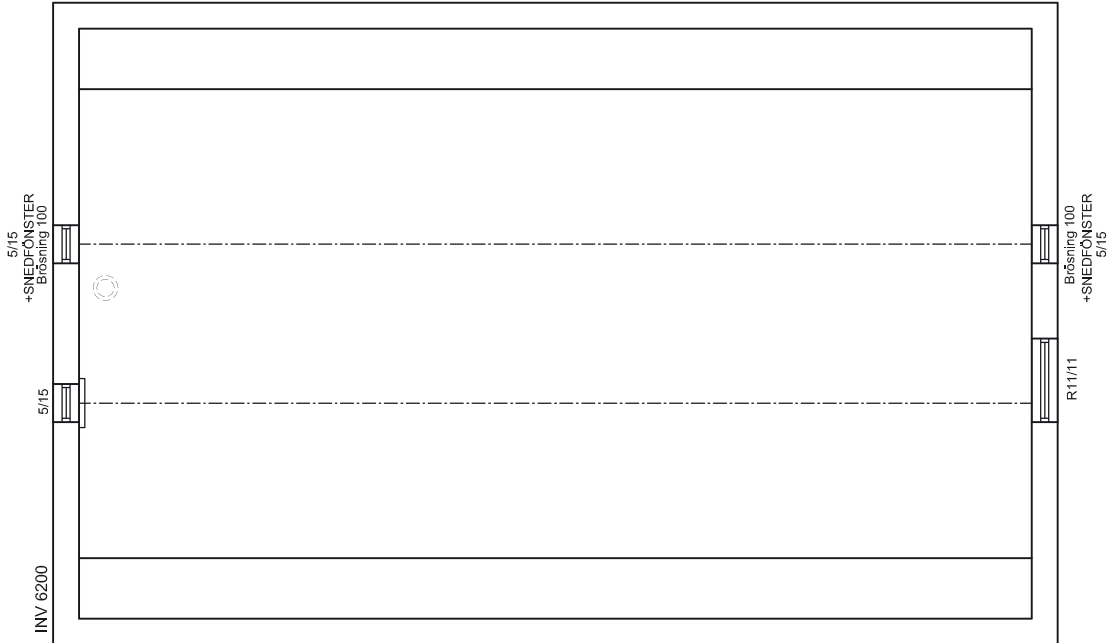 5/15
+SNEDFÖNSTER
Brösning 100
5/15
INV 6200
Brösning 100
+SNEDFÖNSTER
5/15
R11/11